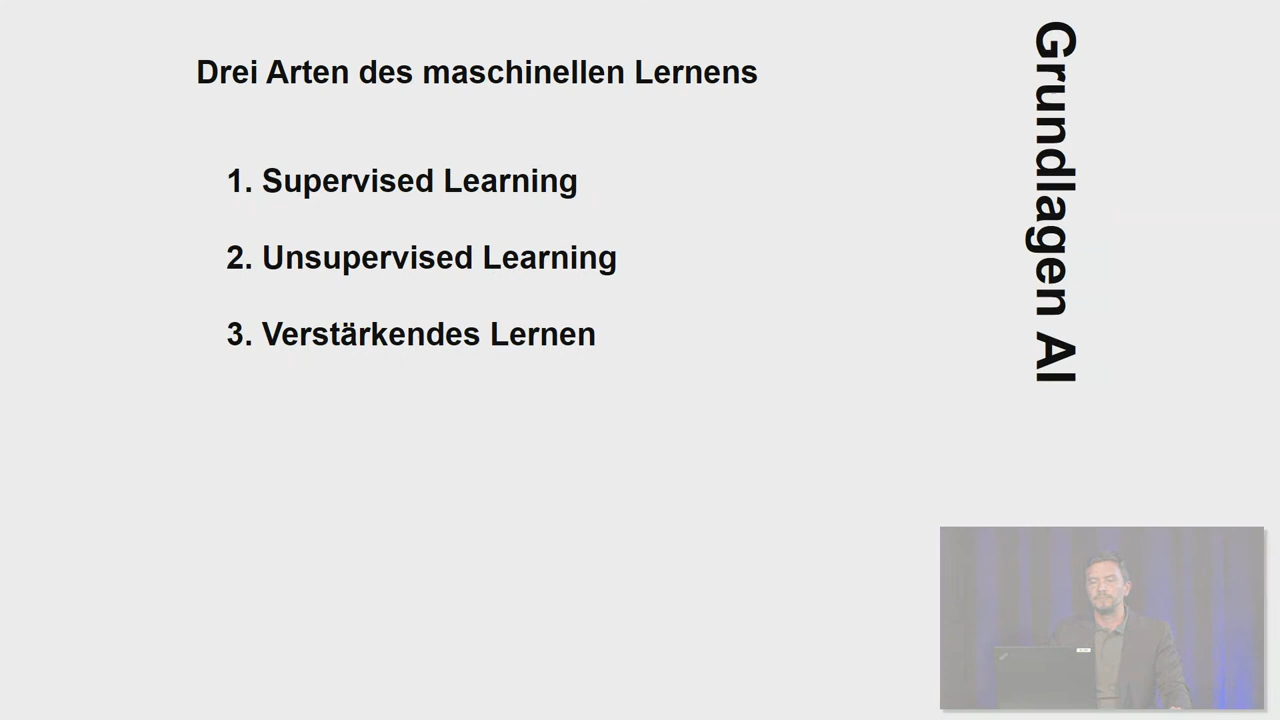 Drei Arten des maschinellen Lernens
1. Supervised Learning
2. Unsupervised Learning
3. Verstärkendes Lernen
Grundlagen AI